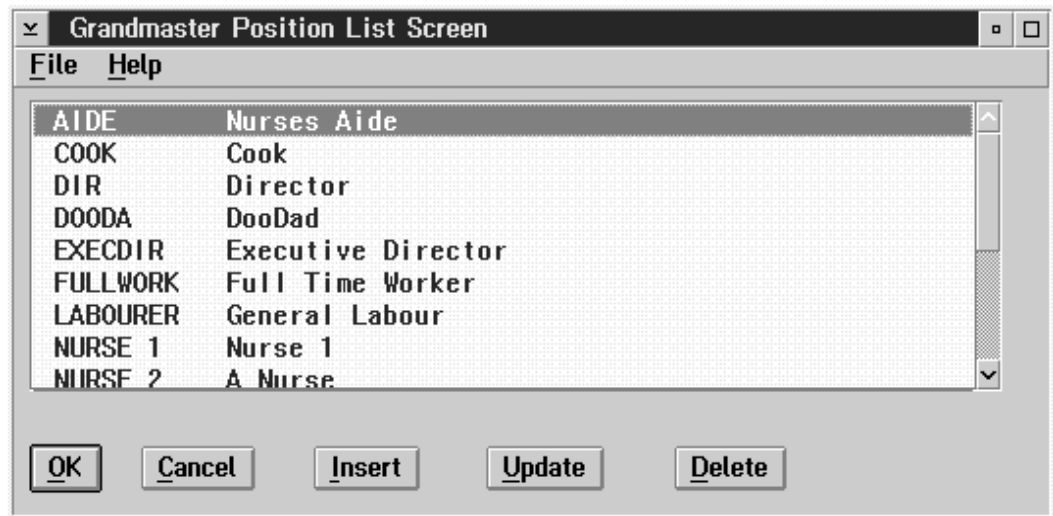 Grandmaster Position List Screen
File Help
AIDE Nurses Aide
COOK Cook
DIR Director
DOODA DooDad
EXECDIR Executive Director
FULLWORK Full Time Worker
LABOURER General Labour
NURSE 1 Nurse 1
NURSE 2 A Nurse
OK Cancel Insert Update Delete